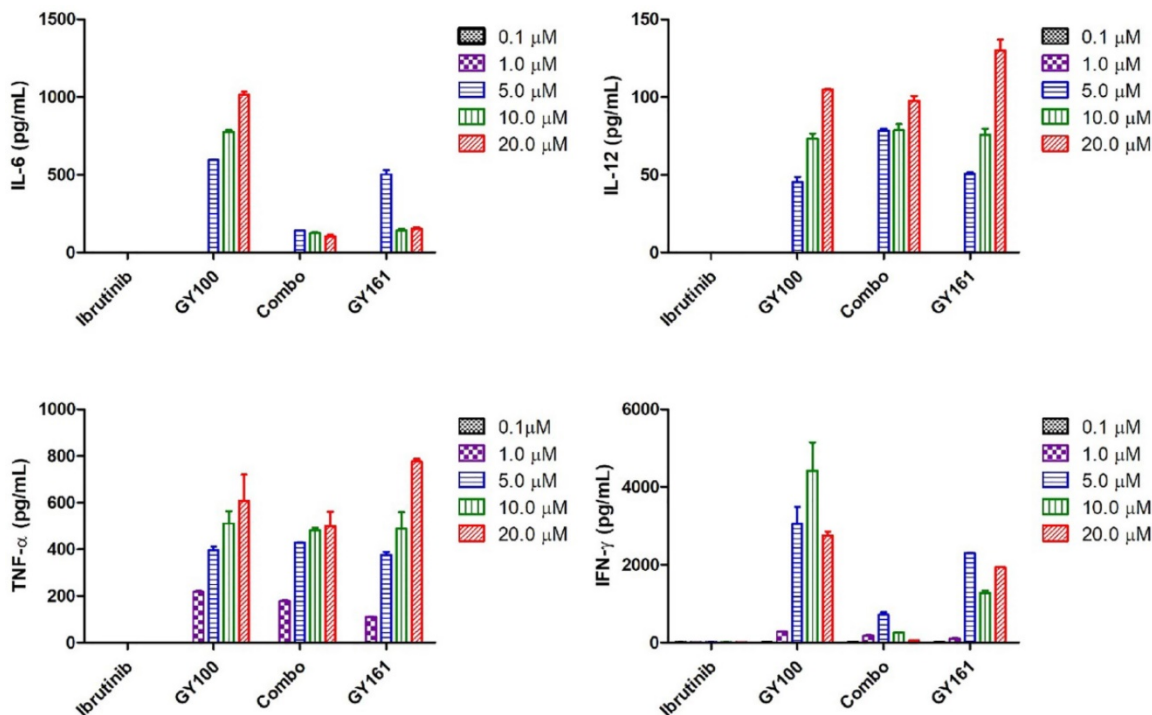 1500
1000
500
0
IL-6 (pg/mL)
Ibrutinib
GY100
Combo
GY161
0.1 μM
1.0 μM
5.0 μM
10.0 μM
20.0 μM
150
100
50
0
IL-12 (pg/mL)
Ibrutinib
GY100
Combo
GY161
0.1 μM
1.0 μM
5.0 μM
10.0 μM
20.0 μM
1000
800
600
400
200
0
TNF-α (pg/mL)
Ibrutinib
GY100
Combo
GY161
0.1μM
1.0 μM
5.0 μM
10.0 μM
20.0 μM
6000
4000
2000
0
IFN-γ (pg/mL)
Ibrutinib
GY100
Combo
GY161
0.1 μM
1.0 μM
5.0 μM
10.0 μM
20.0 μM